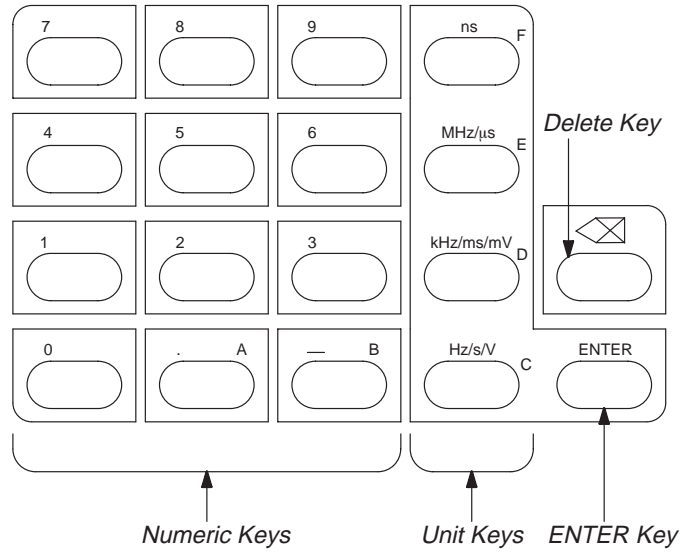 7 8 9 ns F
Delete Key
4 5 6 MHz/μs E
1 2 3 kHz/ms/mV D
0 . A — B Hz/s/V C ENTER
Numeric Keys Unit Keys ENTER Key